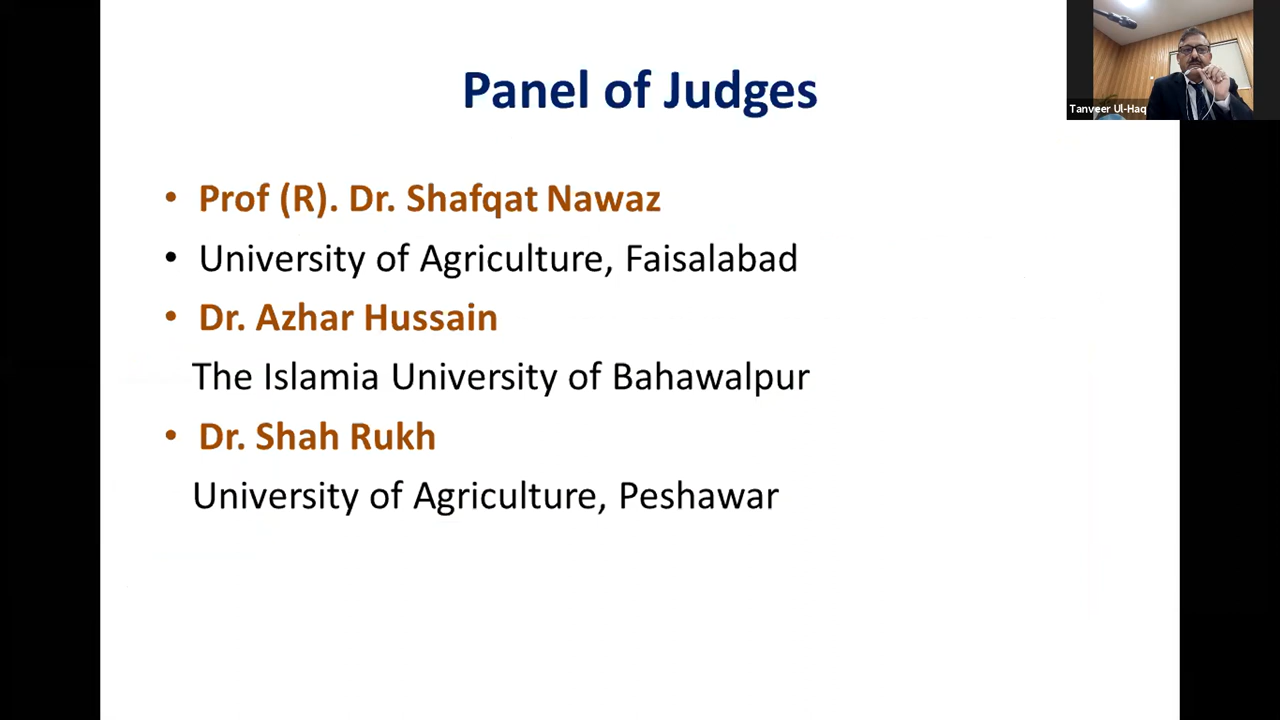 Panel of Judges
Tanveer Ul-Haq
• Prof (R). Dr. Shafqat Nawaz
• University of Agriculture, Faisalabad
• Dr. Azhar Hussain
The Islamia University of Bahawalpur
• Dr. Shah Rukh
University of Agriculture, Peshawar